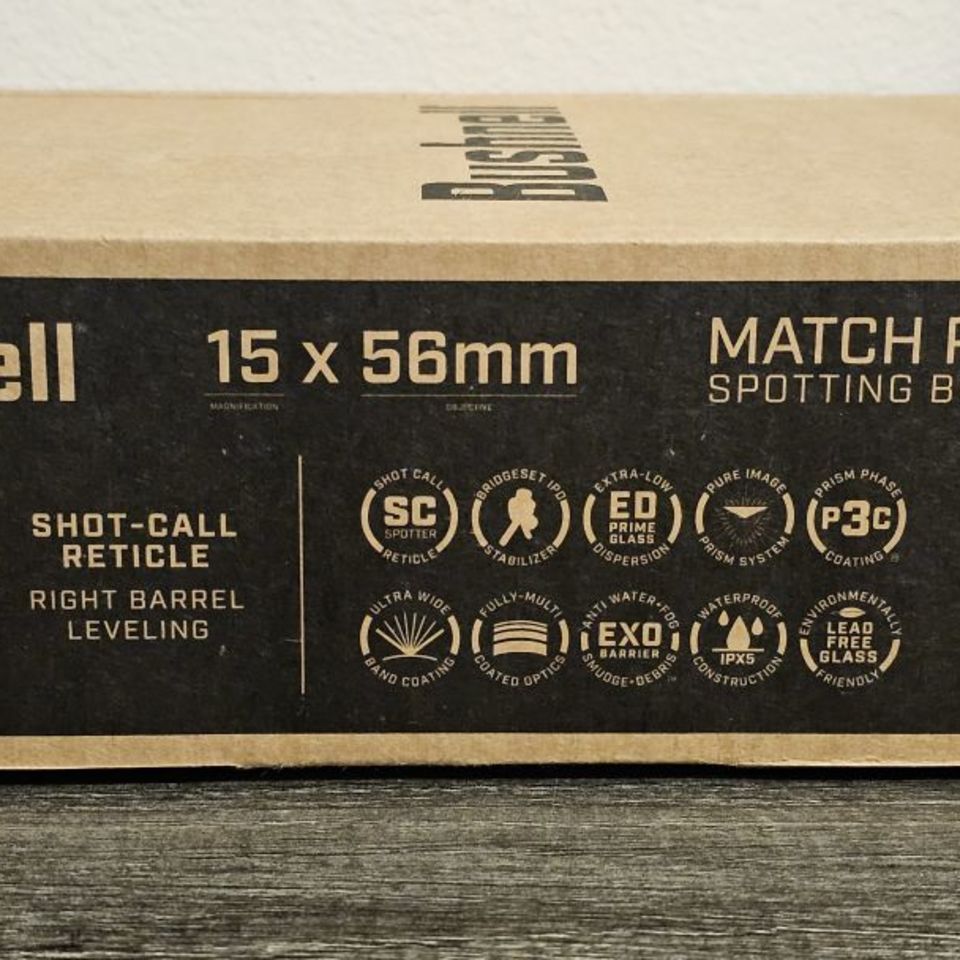 Bushnell
ell
15 x 56mm
MAGNIFICATION
OBJECTIVE
MATCH
SPOTTING B
SHOT-CALL
RETICLE
RIGHT BARREL
LEVELING
SHOT CALL
SC
SPOTTER
RETICLE
BRIDGESET IPD
STABILIZER
EXTRA-LOW
ED
PRIME
GLASS
DISPERSION
PURE IMAGE
PRISM SYSTEM
PRISM PHASE
P3C
COATING
ULTRA WIDE
BAND COATING
FULLY-MULTI
COATED OPTICS
ANTI WATER•FOG
EXO
BARRIER
SMUDGE•DEBRIS
WATERPROOF
IPX5
CONSTRUCTION
ENVIRONMENTALLY
LEAD
FREE
GLASS
FRIENDLY